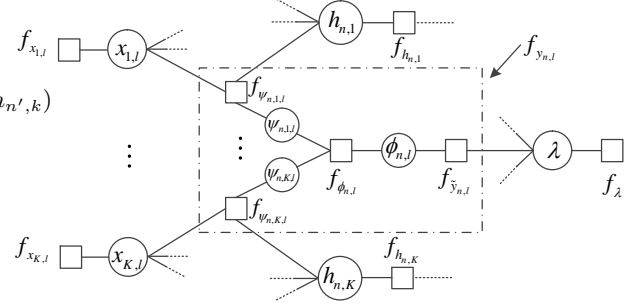 f_{x_{1,l}}
x_{1,l}
h_{n,1}
f_{h_{n,1}}
f_{y_{n,l}}
f_{ψ_{n,1,l}}
n_{n',k})
ψ_{n,1,l}
⋮ ⋮
f_{ϕ_{n,l}}
ϕ_{n,l}
f_{ỹ_{n,l}}
λ
f_λ
ψ_{n,K,l}
f_{ψ_{n,K,l}}
f_{x_{K,l}}
x_{K,l}
h_{n,K}
f_{h_{n,K}}